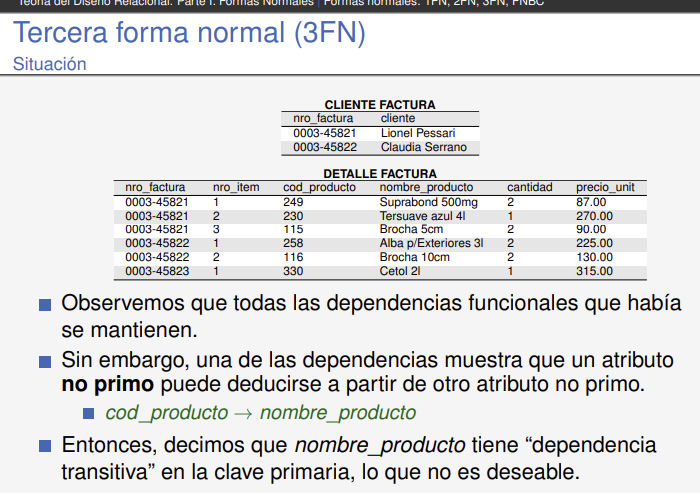 Teoría del Diseño Relacional. Parte I: Formas Normales | Formas normales: 1FN, 2FN, 3FN, FNBC
Tercera forma normal (3FN)
Situación
CLIENTE FACTURA
nro_factura cliente
0003-45821 Lionel Pessari
0003-45822 Claudia Serrano
DETALLE FACTURA
nro_factura nro_item cod_producto nombre_producto cantidad precio_unit
0003-45821 1 249 Suprabond 500mg 2 87.00
0003-45821 2 230 Tersuave azul 4l 1 270.00
0003-45821 3 115 Brocha 5cm 2 90.00
0003-45822 1 258 Alba p/Exteriores 3l 2 225.00
0003-45822 2 116 Brocha 10cm 2 130.00
0003-45823 1 330 Cetol 2l 1 315.00
Observemos que todas las dependencias funcionales que había
se mantienen.
Sin embargo, una de las dependencias muestra que un atributo
no primo puede deducirse a partir de otro atributo no primo.
cod_producto → nombre_producto
Entonces, decimos que nombre_producto tiene “dependencia
transitiva” en la clave primaria, lo que no es deseable.